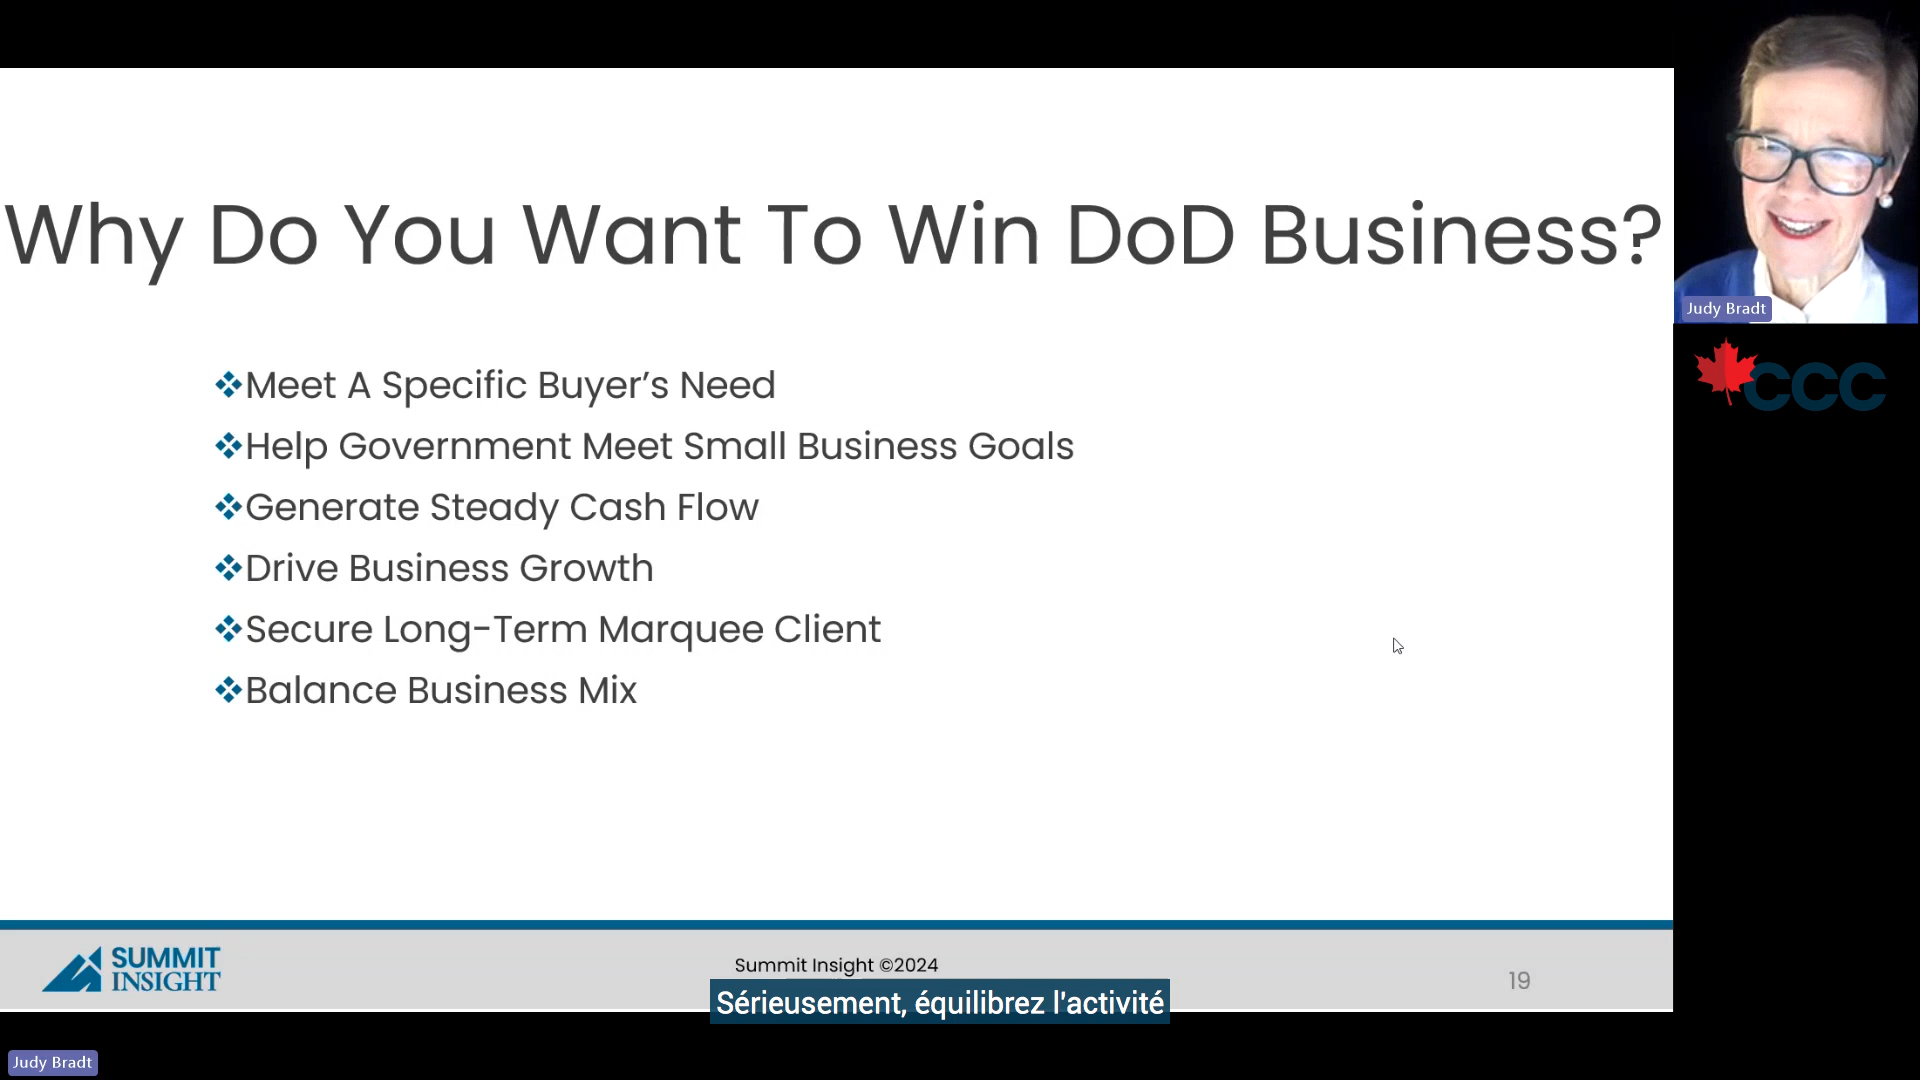 Why Do You Want To Win DoD Business?
Meet A Specific Buyer's Need
Help Government Meet Small Business Goals
Generate Steady Cash Flow
Drive Business Growth
Secure Long-Term Marquee Client
Balance Business Mix
Judy Bradt
CCC
SUMMIT
INSIGHT
Summit Insight ©2024
19
Sérieusement, équilibrez l'activité
Judy Bradt